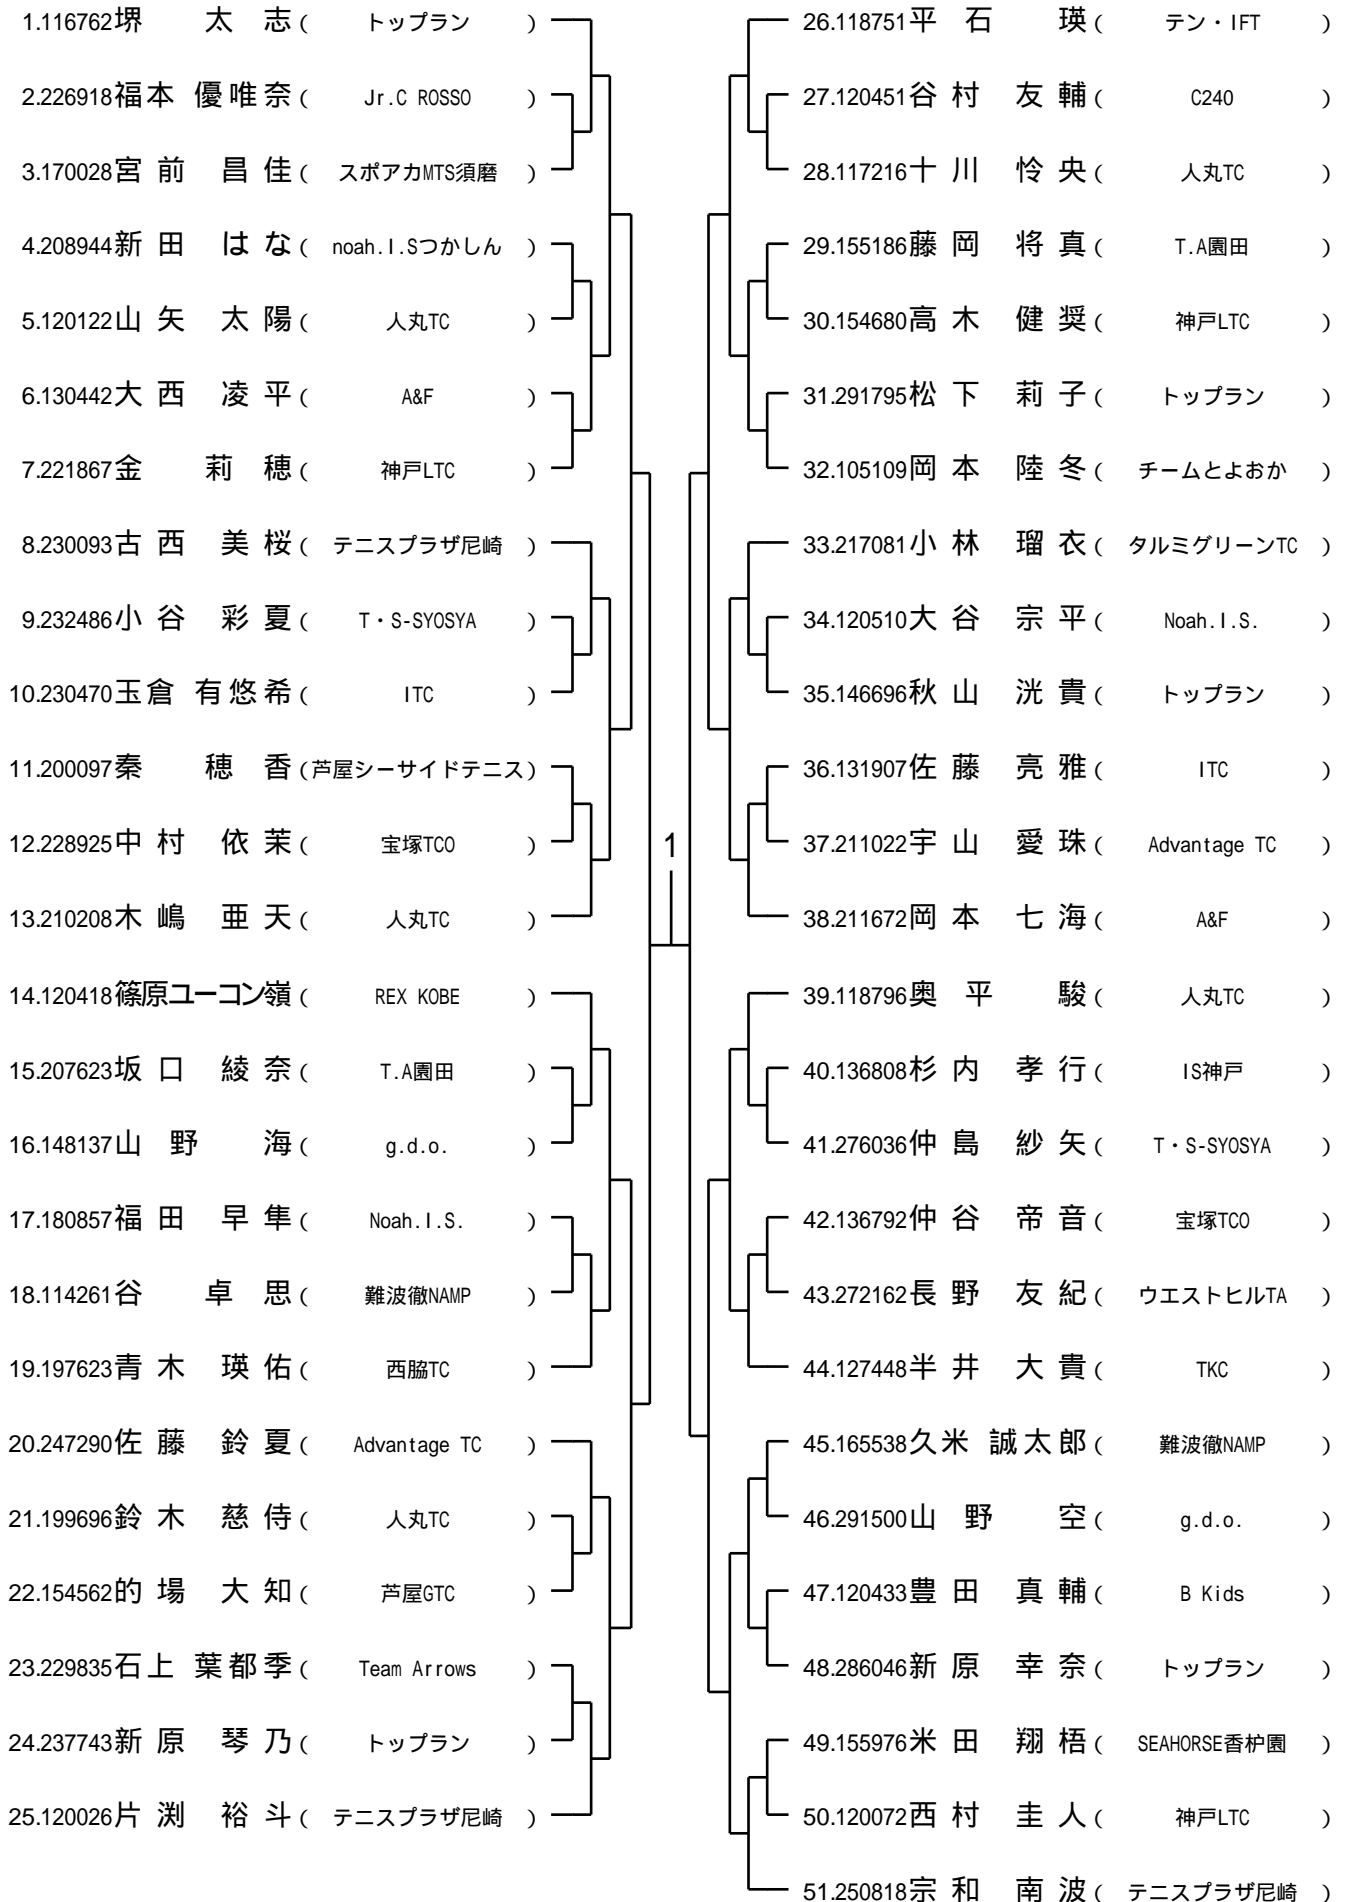 1.116762堺 太 志( トップラン )
2.226918福本 優唯奈( Jr.C ROSSO )
3.170028宮 前 昌 佳( スポアカMTS須磨 )
4.208944新 田 は な( noah.I.Sつかしん )
5.120122山 矢 太 陽( 人丸TC )
6.130442大 西 凌 平( A&F )
7.221867金 莉 穂( 神戸LTC )
8.230093古 西 美 桜( テニスプラザ尼崎 )
9.232486小 谷 彩 夏( T・S-SYOSYA )
10.230470玉倉 有悠希( ITC )
11.200097秦 穂 香(芦屋シーサイドテニス)
12.228925中 村 依 茉( 宝塚TCO )
13.210208木 嶋 亜 天( 人丸TC )
14.120418篠原ユーコン嶺( REX KOBE )
15.207623坂 口 綾 奈( T.A園田 )
16.148137山 野 海( g.d.o. )
17.180857福 田 早 隼( Noah.I.S. )
18.114261谷 卓 思( 難波徹NAMP )
19.197623青 木 瑛 佑( 西脇TC )
20.247290佐 藤 鈴 夏( Advantage TC )
21.199696鈴 木 慈 侍( 人丸TC )
22.154562的 場 大 知( 芦屋GTC )
23.229835石上 葉都季( Team Arrows )
24.237743新 原 琴 乃( トップラン )
25.120026片 渕 裕 斗( テニスプラザ尼崎 )
1
26.118751平 石 瑛( テン・IFT )
27.120451谷 村 友 輔( C240 )
28.117216十 川 怜 央( 人丸TC )
29.155186藤 岡 将 真( T.A園田 )
30.154680高 木 健 奨( 神戸LTC )
31.291795松 下 莉 子( トップラン )
32.105109岡 本 陸 冬( チームとよおか )
33.217081小 林 瑠 衣( タルミグリーンTC )
34.120510大 谷 宗 平( Noah.I.S. )
35.146696秋 山 洸 貴( トップラン )
36.131907佐 藤 亮 雅( ITC )
37.211022宇 山 愛 珠( Advantage TC )
38.211672岡 本 七 海( A&F )
39.118796奥 平 駿( 人丸TC )
40.136808杉 内 孝 行( IS神戸 )
41.276036仲 島 紗 矢( T・S-SYOSYA )
42.136792仲 谷 帝 音( 宝塚TCO )
43.272162長 野 友 紀( ウエストヒルTA )
44.127448半 井 大 貴( TKC )
45.165538久米 誠太郎( 難波徹NAMP )
46.291500山 野 空( g.d.o. )
47.120433豊 田 真 輔( B Kids )
48.286046新 原 幸 奈( トップラン )
49.155976米 田 翔 梧( SEAHORSE香枦園 )
50.120072西 村 圭 人( 神戸LTC )
51.250818宗 和 南 波( テニスプラザ尼崎 )